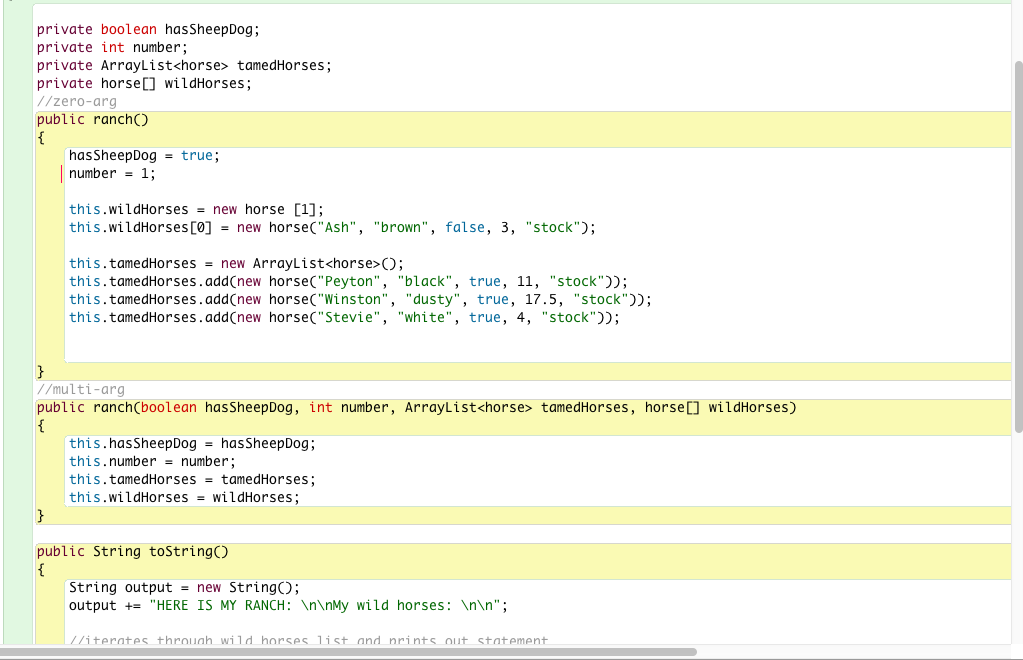 private boolean hasSheepDog;
private int number;
private ArrayList<horse> tamedHorses;
private horse[] wildHorses;
//zero-arg
public ranch()
{
hasSheepDog = true;
number = 1;
this.wildHorses = new horse [1];
this.wildHorses[0] = new horse("Ash", "brown", false, 3, "stock");
this.tamedHorses = new ArrayList<horse>();
this.tamedHorses.add(new horse("Peyton", "black", true, 11, "stock"));
this.tamedHorses.add(new horse("Winston", "dusty", true, 17.5, "stock"));
this.tamedHorses.add(new horse("Stevie", "white", true, 4, "stock"));
}
//multi-arg
public ranch(boolean hasSheepDog, int number, ArrayList<horse> tamedHorses, horse[] wildHorses)
{
this.hasSheepDog = hasSheepDog;
this.number = number;
this.tamedHorses = tamedHorses;
this.wildHorses = wildHorses;
}
public String toString()
{
String output = new String();
output += "HERE IS MY RANCH: \n\nMy wild horses: \n\n";
//iterates through wild horses list and prints out statement